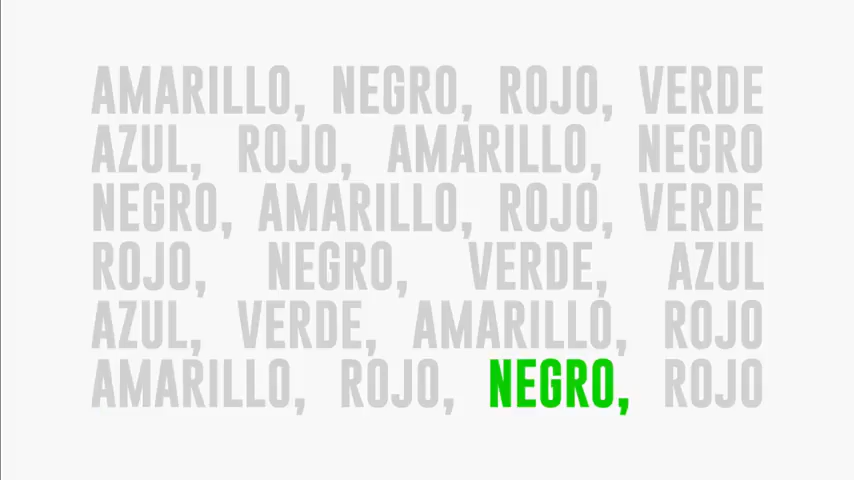 AMARILLO, NEGRO, ROJO, VERDE
AZUL, ROJO, AMARILLO, NEGRO
NEGRO, AMARILLO, ROJO, VERDE
ROJO, NEGRO, VERDE, AZUL
AZUL, VERDE, AMARILLO, ROJO
AMARILLO, ROJO, NEGRO, ROJO